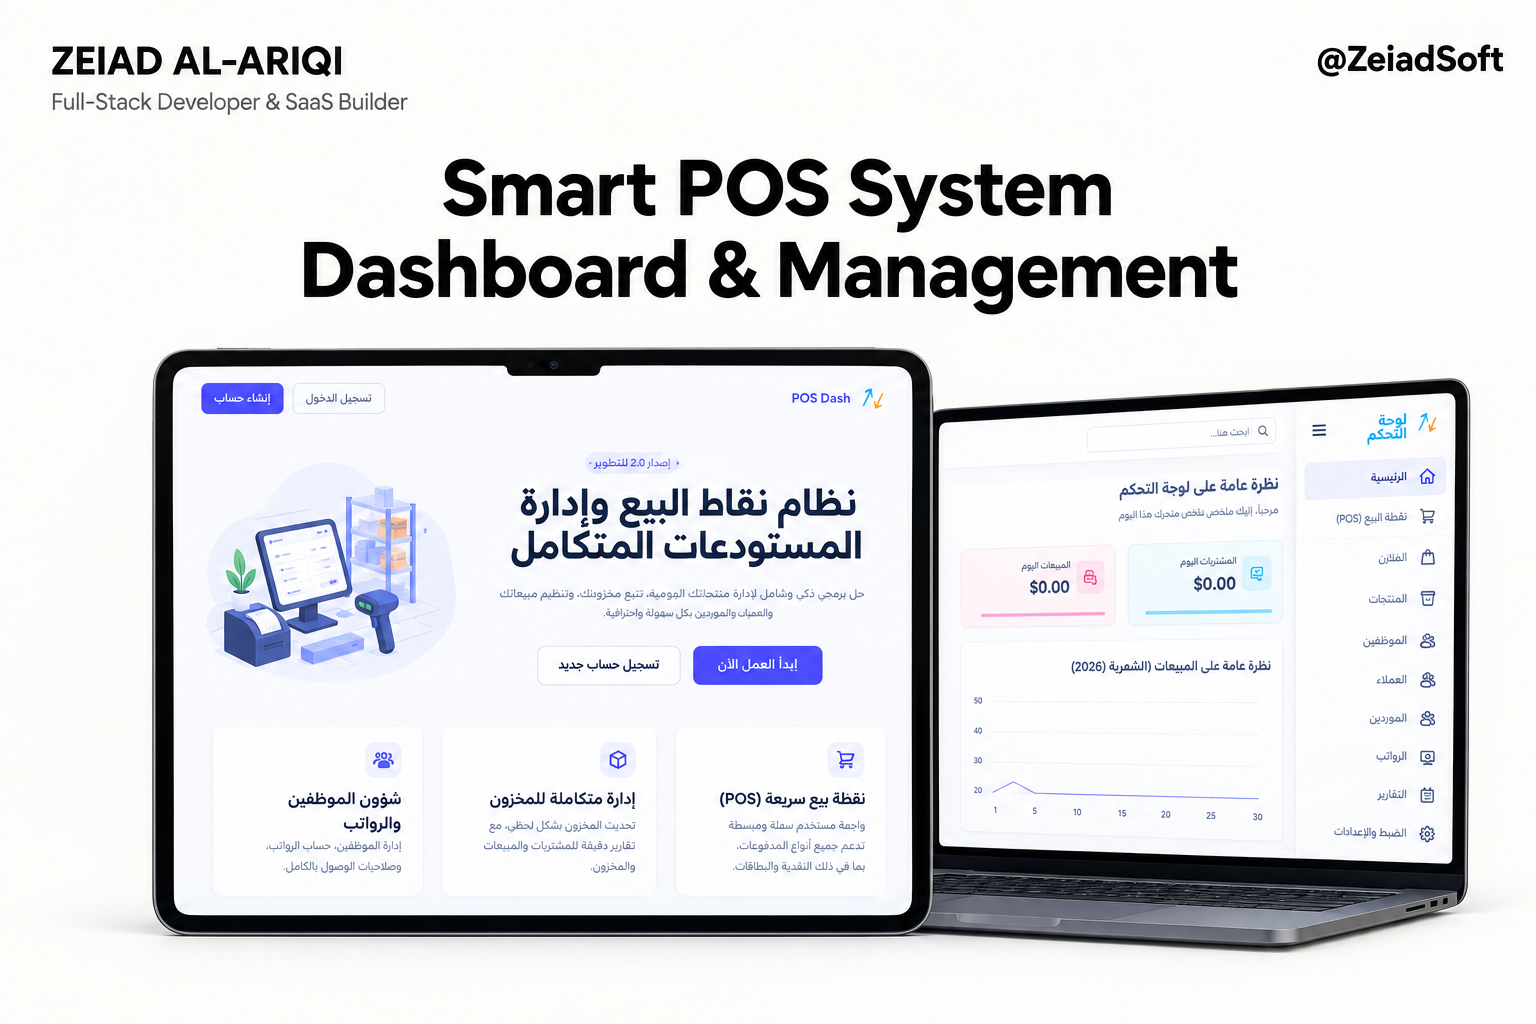 ZEIAD AL-ARIQI
Full-Stack Developer & SaaS Builder
@ZeiadSoft
Smart POS System
Dashboard & Management
POS Dash
تسجيل الدخول
إنشاء حساب
إصدار 2.0 للتطوير
نظام نقاط البيع وإدارة
المستودعات المتكامل
حل برمجي ذكي وشامل لإدارة منتجاتك اليومية، تتبع مخزونك، وتنظيم مبيعاتك
والموردين بكل سهولة واحترافية.
إبدأ العمل الآن
تسجيل حساب جديد
نقطة بيع سريعة (POS)
واجهة مستخدم سهلة ومبسطة
تدعم جميع أنواع المدفوعات،
بما في ذلك النقدية والبطاقات.
إدارة متكاملة للمخزون
تحديث المخزون بشكل لحظي، مع
تقارير دقيقة للمشتريات والمبيعات
والمخزون.
شؤون الموظفين
والرواتب
إدارة الموظفين، حساب الرواتب،
وصلاحيات الوصول بالكامل.
لوحة
التحكم
ابحث هنا...
الرئيسية
نقطة البيع (POS)
المنتجات
الموظفين
العملاء
الموردين
الرواتب
التقارير
الضبط والإعدادات
نظرة عامة على لوحة التحكم
مرحباً، إليك ملخص متجرك هذا اليوم
المشتريات اليوم
$0.00
المبيعات اليوم
$0.00
نظرة عامة على المبيعات (الشهرية) (2026)
50
40
30
20
1 5 10 15 20 25 30